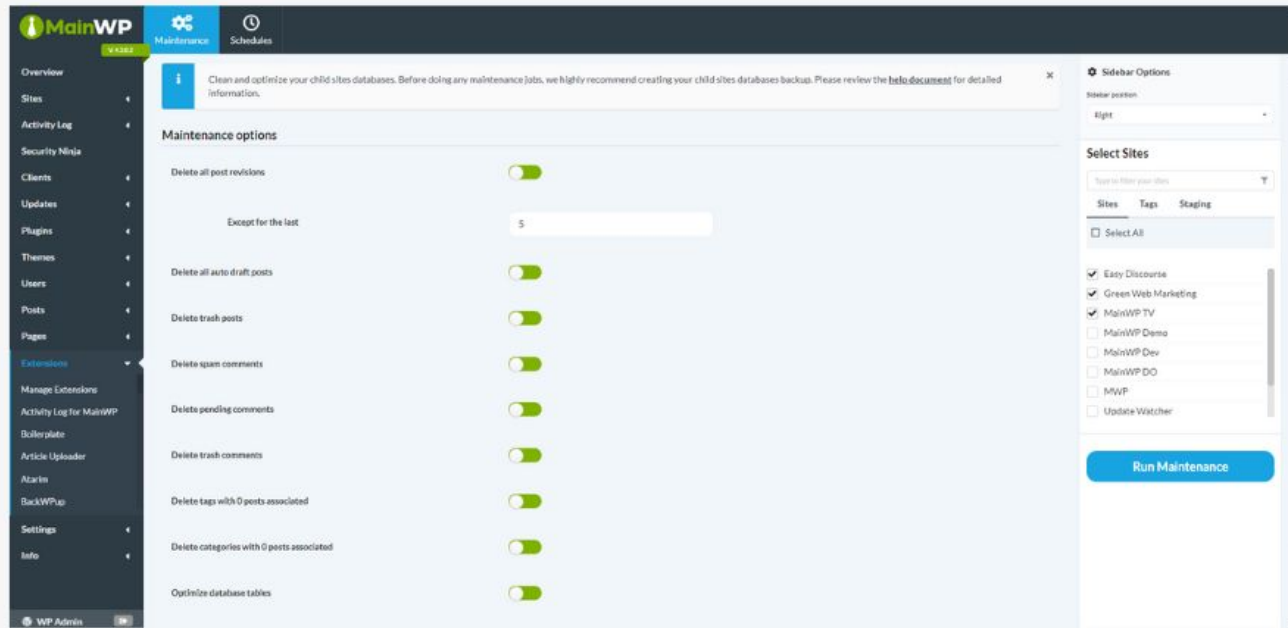 MainWP
V 4.3.0.2
Maintenance
Schedules
Overview
Sites
Activity Log
Security Ninja
Clients
Updates
Plugins
Themes
Users
Posts
Pages
Extensions
Manage Extensions
Activity Log for MainWP
Boilerplate
Article Uploader
Atarim
BackWPup
Settings
Info
WP Admin
Clean and optimize your child sites databases. Before doing any maintenance jobs, we highly recommend creating your child sites databases backup. Please review the help document for detailed
information.
Maintenance options
Delete all post revisions
Except for the last
5
Delete all auto draft posts
Delete trash posts
Delete spam comments
Delete pending comments
Delete trash comments
Delete tags with 0 posts associated
Delete categories with 0 posts associated
Optimize database tables
Sidebar Options
Sidebar position
Right
Select Sites
Type to filter your sites
Sites Tags Staging
Select All
Easy Discourse
Green Web Marketing
MainWP TV
MainWP Demo
MainWP Dev
MainWP DO
MWP
Update Watcher
Run Maintenance